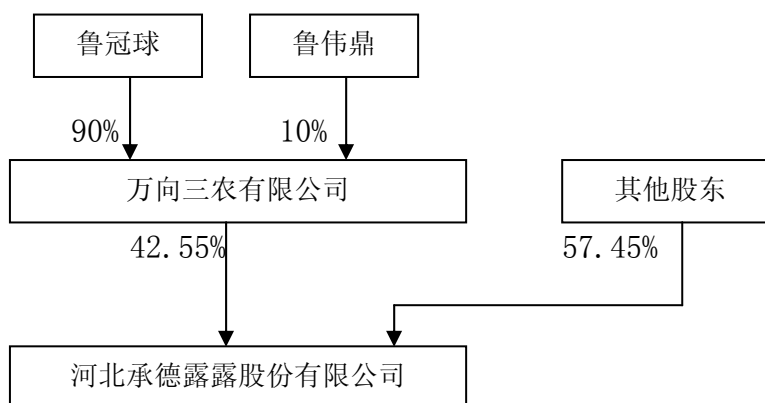 鲁冠球
鲁伟鼎
90%
10%
万向三农有限公司
其他股东
42.55%
57.45%
河北承德露露股份有限公司